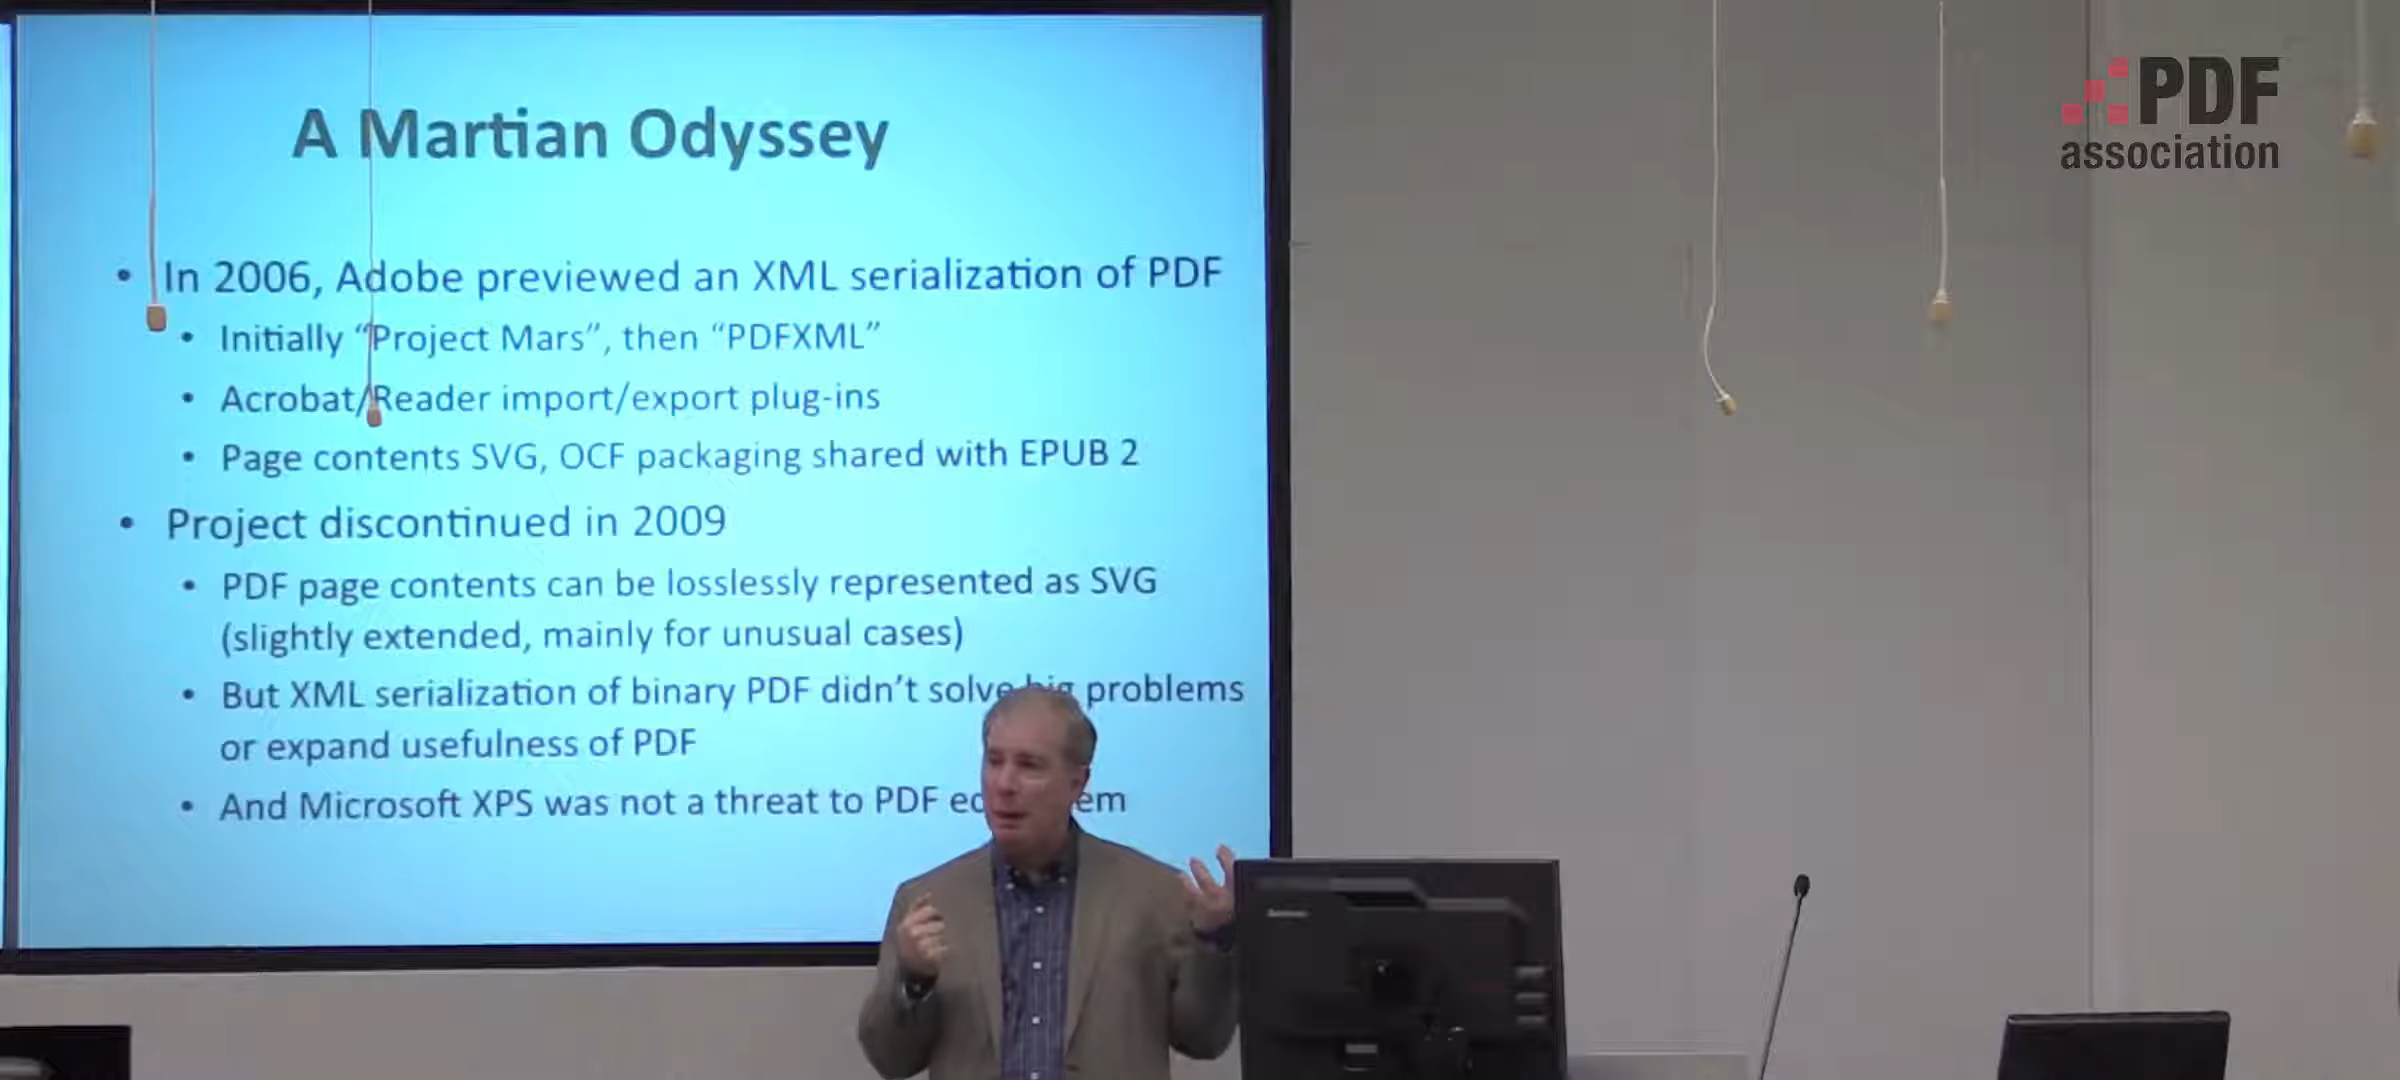 A Martian Odyssey
PDF
association
• In 2006, Adobe previewed an XML serialization of PDF
• Initially “Project Mars”, then “PDFXML”
• Acrobat/Reader import/export plug-ins
• Page contents SVG, OCF packaging shared with EPUB 2
• Project discontinued in 2009
• PDF page contents can be losslessly represented as SVG
(slightly extended, mainly for unusual cases)
• But XML serialization of binary PDF didn’t solve big problems
or expand usefulness of PDF
• And Microsoft XPS was not a threat to PDF